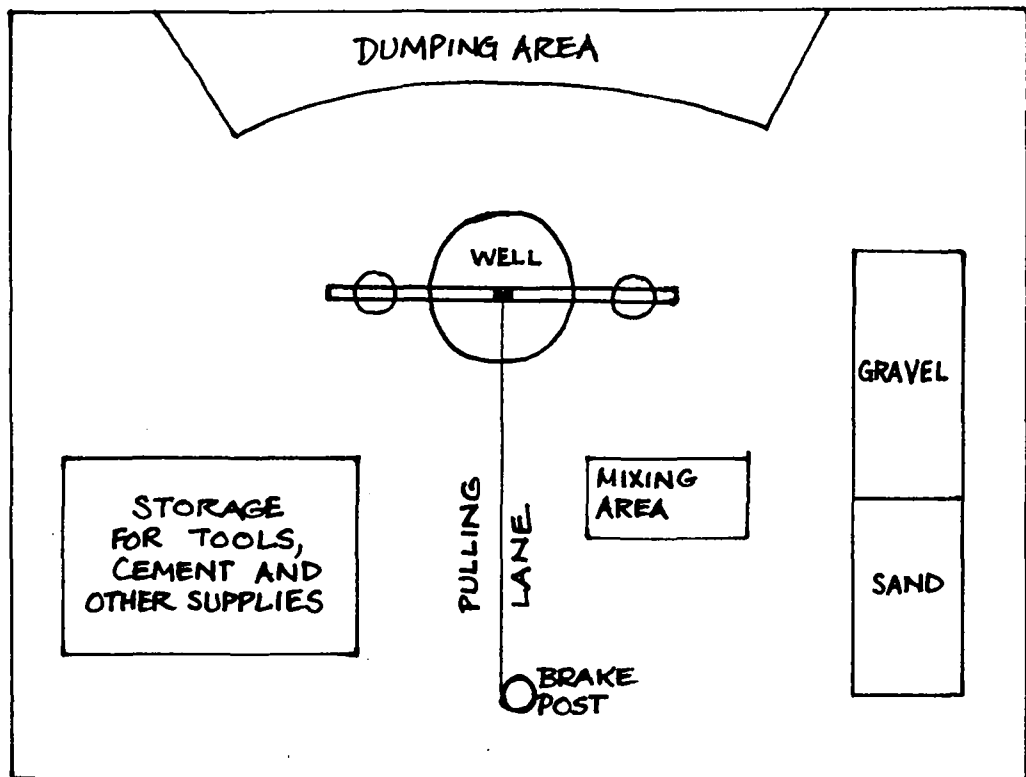 DUMPING AREA
WELL
GRAVEL
STORAGE
FOR TOOLS,
CEMENT AND
OTHER SUPPLIES
PULLING
LANE
MIXING
AREA
SAND
BRAKE
POST